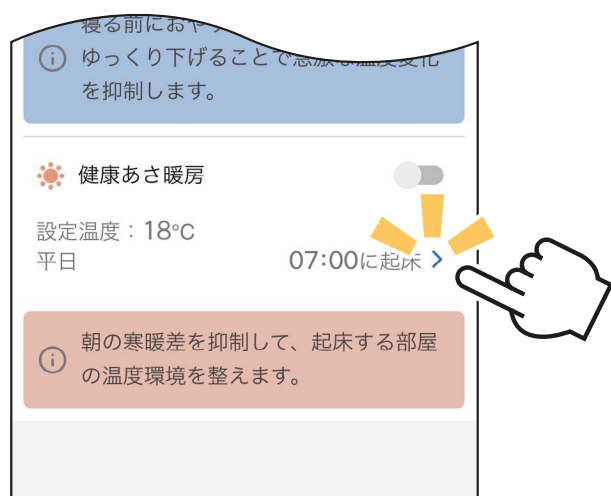 寝る前におや
ゆっくり下げることで急激な温度変化
を抑制します。
健康あさ暖房
設定温度：18℃
平日
07:00に起床
朝の寒暖差を抑制して、起床する部屋
の温度環境を整えます。